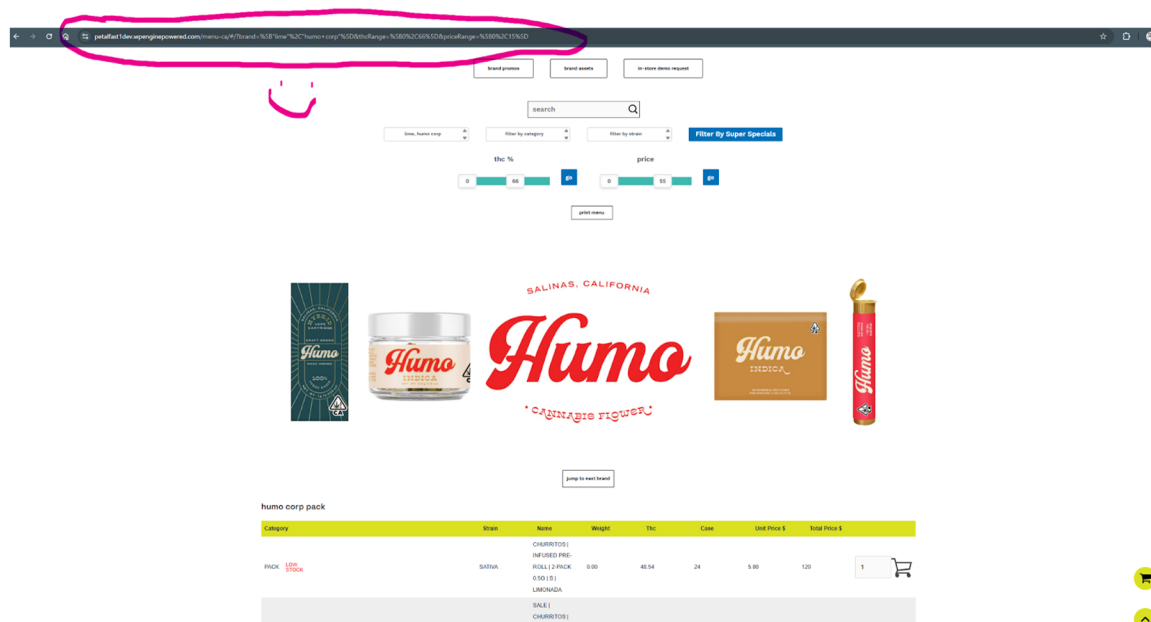 petalfast1dev.wpenginepowered.com/menu-ca/#/?brand=%5B"lime"%2C"humo+corp"%5D&thcRange=%5B0%2C66%5D&priceRange=%5B0%2C15%5D
brand promos brand assets in-store demo request
search
lime, humo corp filter by category filter by strain Filter By Super Specials
thc % price
0 66 go 0 55 go
print menu
SALINAS, CALIFORNIA
Humo
CANNABIS FLOWER
HYBRID
Humo
100%
CA
Humo
INDICA
Humo
INDICA
Humo
jump to next brand
humo corp pack
Category Strain Name Weight Thc Case Unit Price $ Total Price $
CHURRITOS |
INFUSED PRE-
PACK LOW STOCK SATIVA ROLL | 2-PACK 0.00 48.54 24 5.00 120 1
0.5G | S |
LIMONADA
SALE |
CHURRITOS |